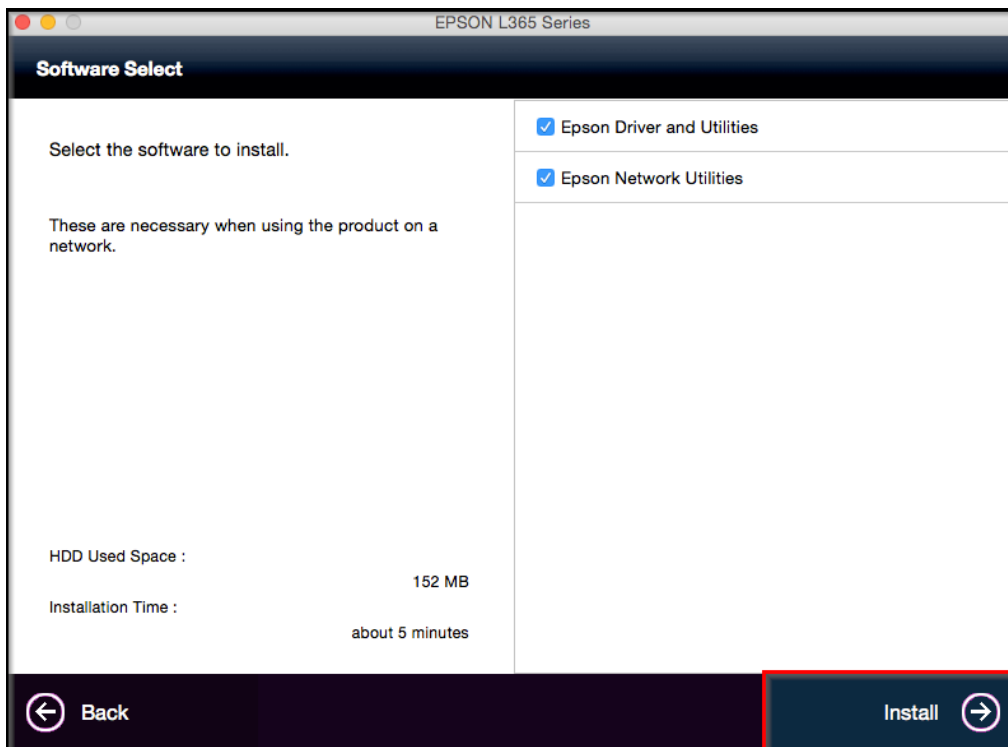 EPSON L365 Series
Software Select
Select the software to install.
These are necessary when using the product on a
network.
HDD Used Space :
152 MB
Installation Time :
about 5 minutes
Epson Driver and Utilities
Epson Network Utilities
Back
Install